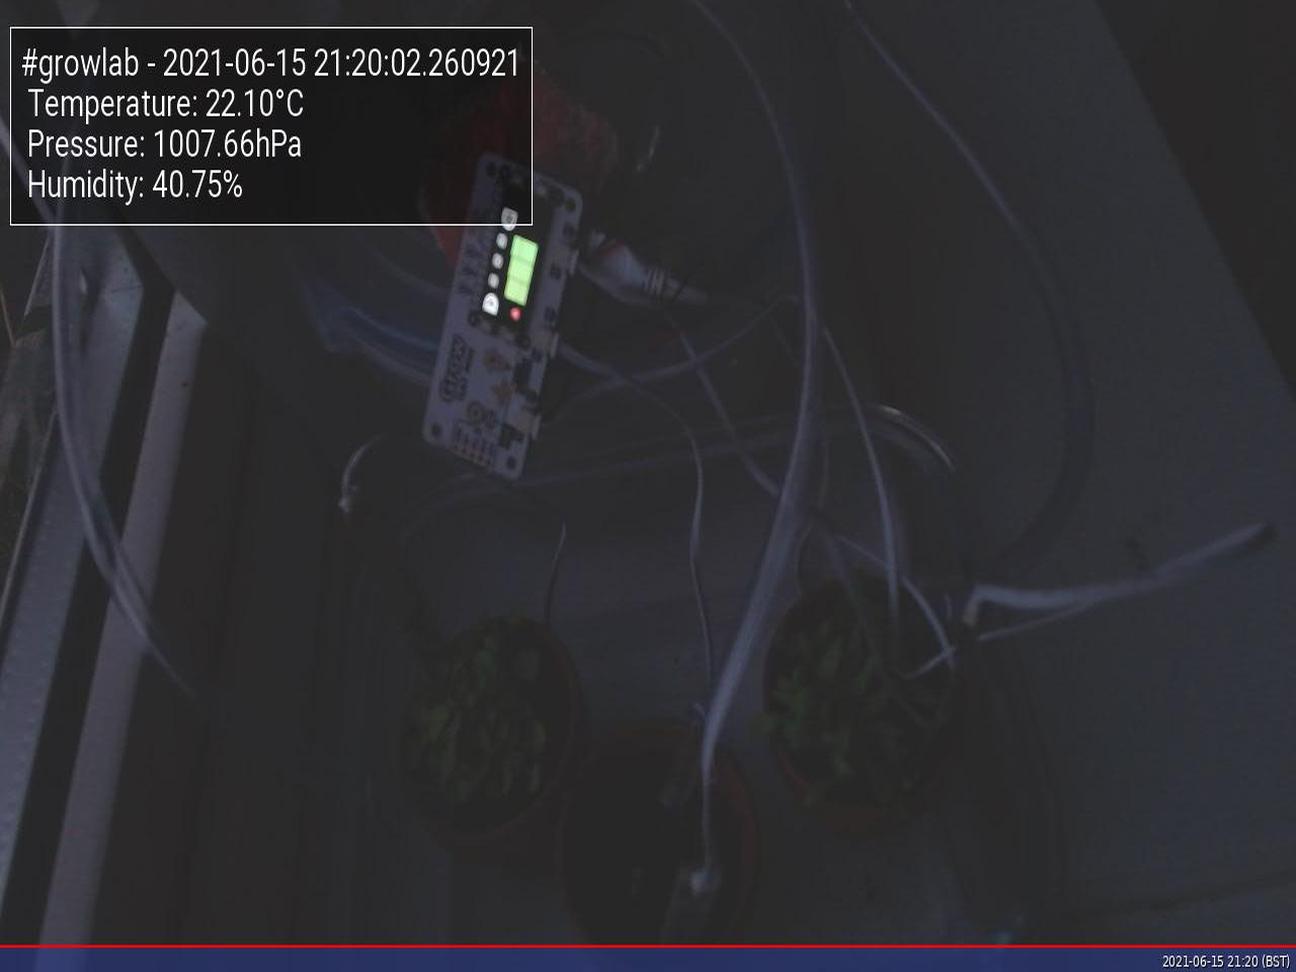 #growlab - 2021-06-15 21:20:02.260921
Temperature: 22.10°C
Pressure: 1007.66hPa
Humidity: 40.75%
GROW
2021-06-15 21:20 (BST)